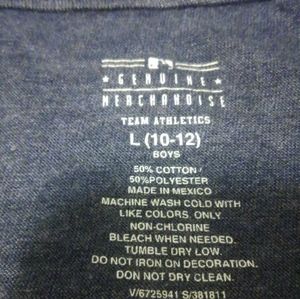 GENUINE
MERCHANDISE
TEAM ATHLETICS
L (10-12)
BOYS
50% COTTON
50% POLYESTER
MADE IN MEXICO
MACHINE WASH COLD WITH
LIKE COLORS. ONLY
NON-CHLORINE
BLEACH WHEN NEEDED.
TUMBLE DRY LOW.
DO NOT IRON ON DECORATION.
DON NOT DRY CLEAN.
V/6725941 S/381811